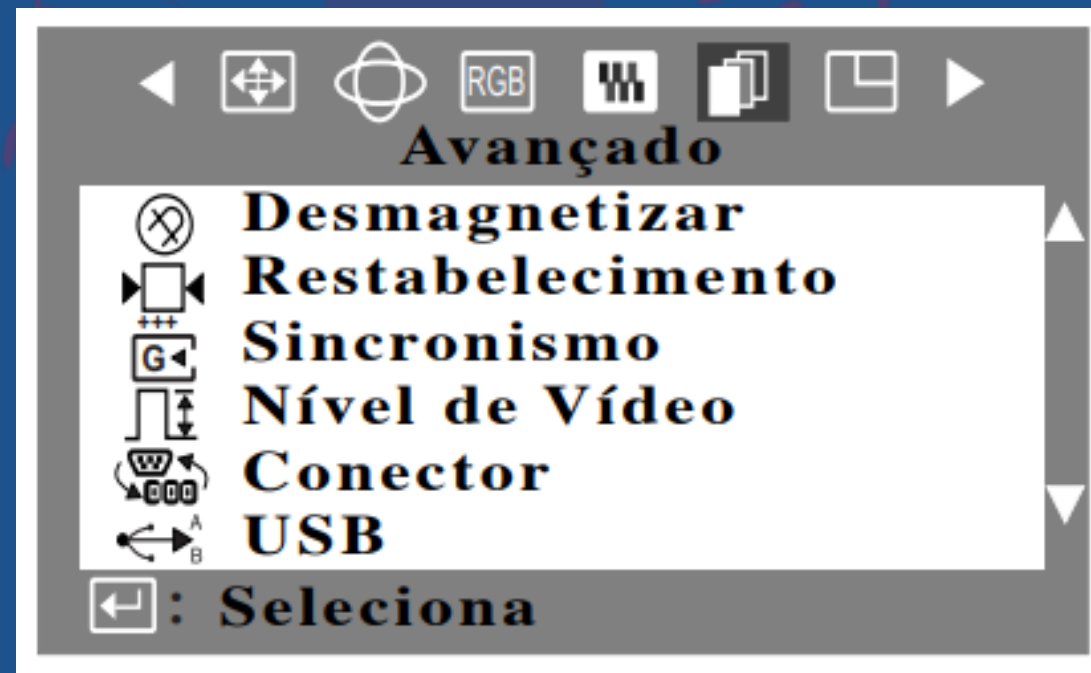 RGB
Avançado
Desmagnetizar
Restabelecimento
+++
Sincronismo
G
Nível de Vídeo
Conector
USB
A
B
: Seleciona